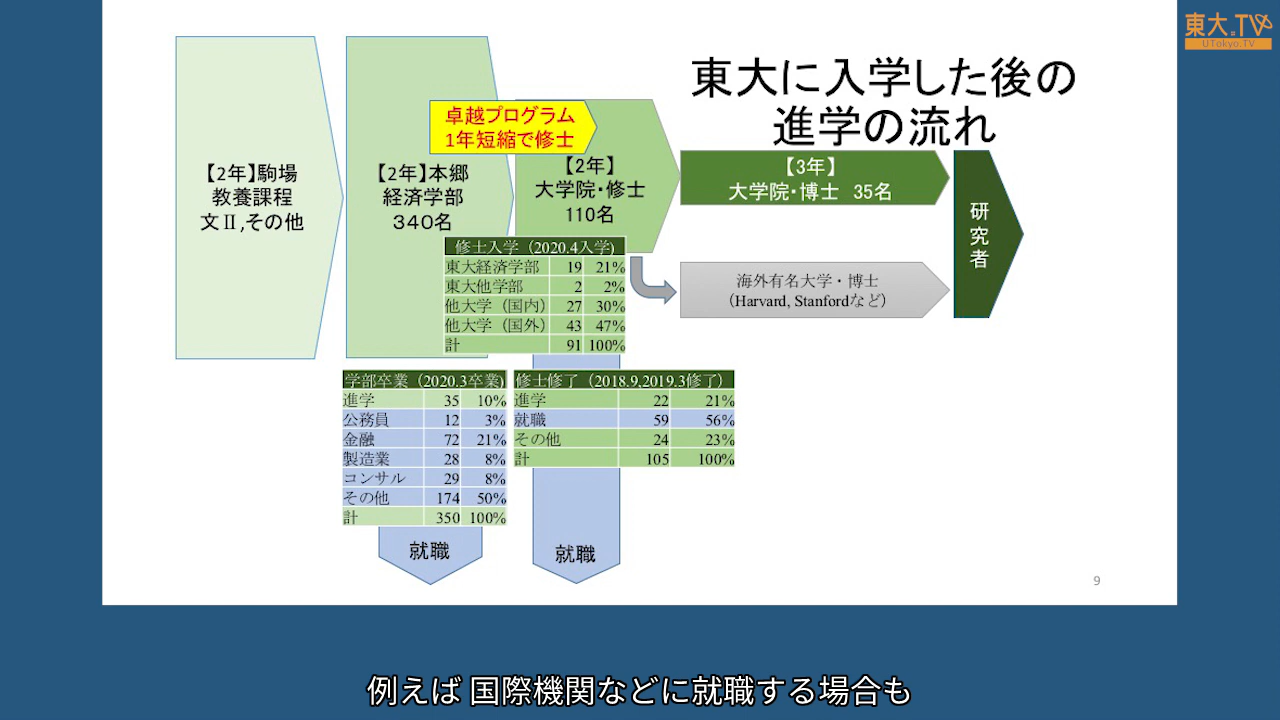 東大.TV
UTokyo.TV
東大に入学した後の
進学の流れ
【2年】駒場
教養課程
文Ⅱ,その他
【2年】本郷
経済学部
340名
卓越プログラム
1年短縮で修士
【2年】
大学院・修士
110名
【3年】
大学院・博士 35名
研究者
海外有名大学・博士
(Harvard, Stanfordなど)
修士入学（2020.4入学)
東大経済学部 19 21%
東大他学部 2 2%
他大学（国内） 27 30%
他大学（国外） 43 47%
計 91 100%
学部卒業（2020.3卒業)
進学 35 10%
公務員 12 3%
金融 72 21%
製造業 28 8%
コンサル 29 8%
その他 174 50%
計 350 100%
修士修了（2018.9,2019.3修了）
進学 22 21%
就職 59 56%
その他 24 23%
計 105 100%
就職
就職
9
例えば 国際機関などに就職する場合も